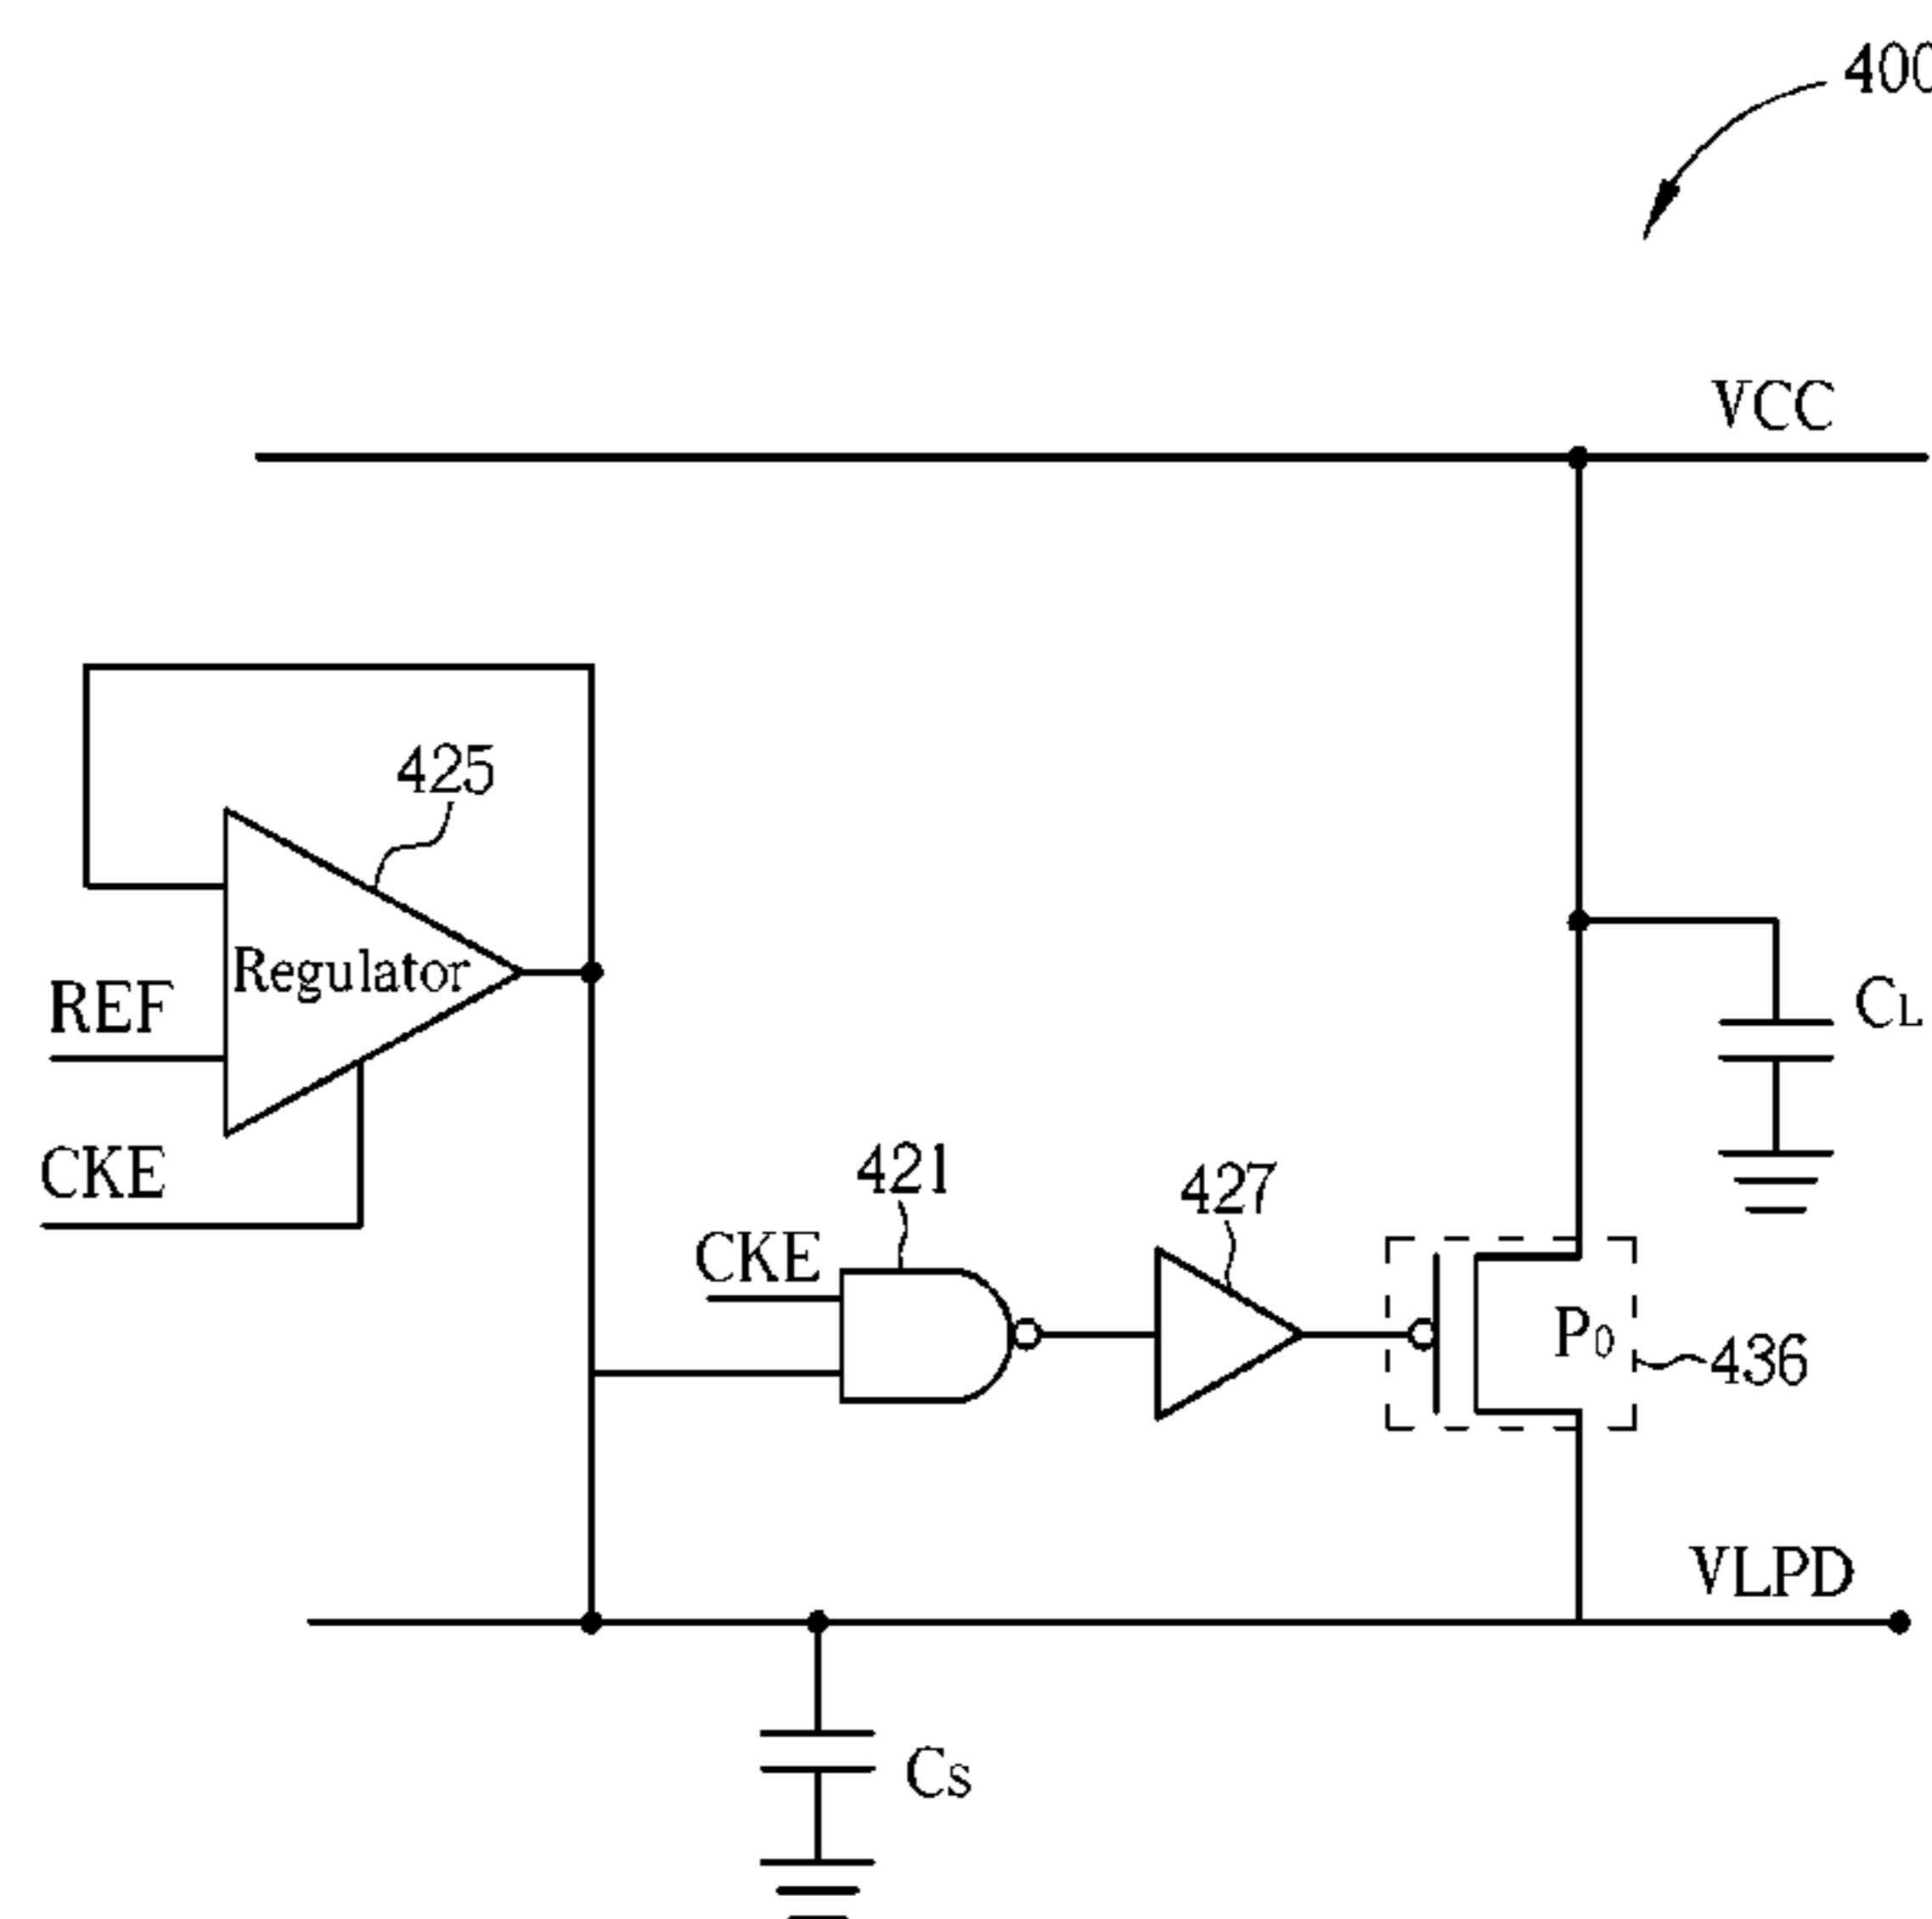 400
VCC
425
Regulator
REF
CL
CKE
421
427
CKE
P0
436
VLPD
CS